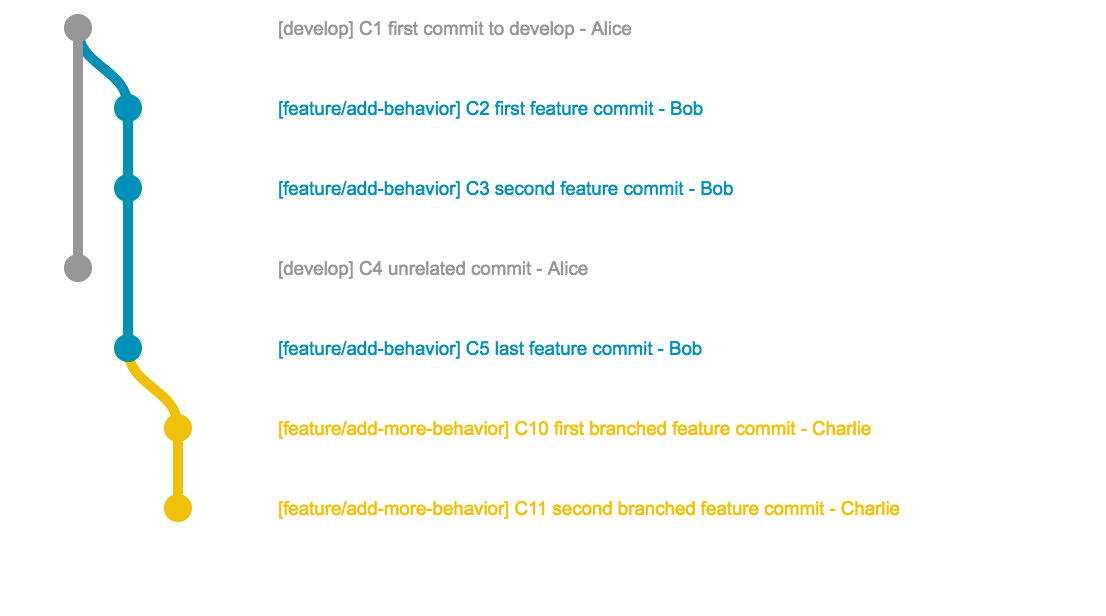 [develop] C1 first commit to develop - Alice
[feature/add-behavior] C2 first feature commit - Bob
[feature/add-behavior] C3 second feature commit - Bob
[develop] C4 unrelated commit - Alice
[feature/add-behavior] C5 last feature commit - Bob
[feature/add-more-behavior] C10 first branched feature commit - Charlie
[feature/add-more-behavior] C11 second branched feature commit - Charlie